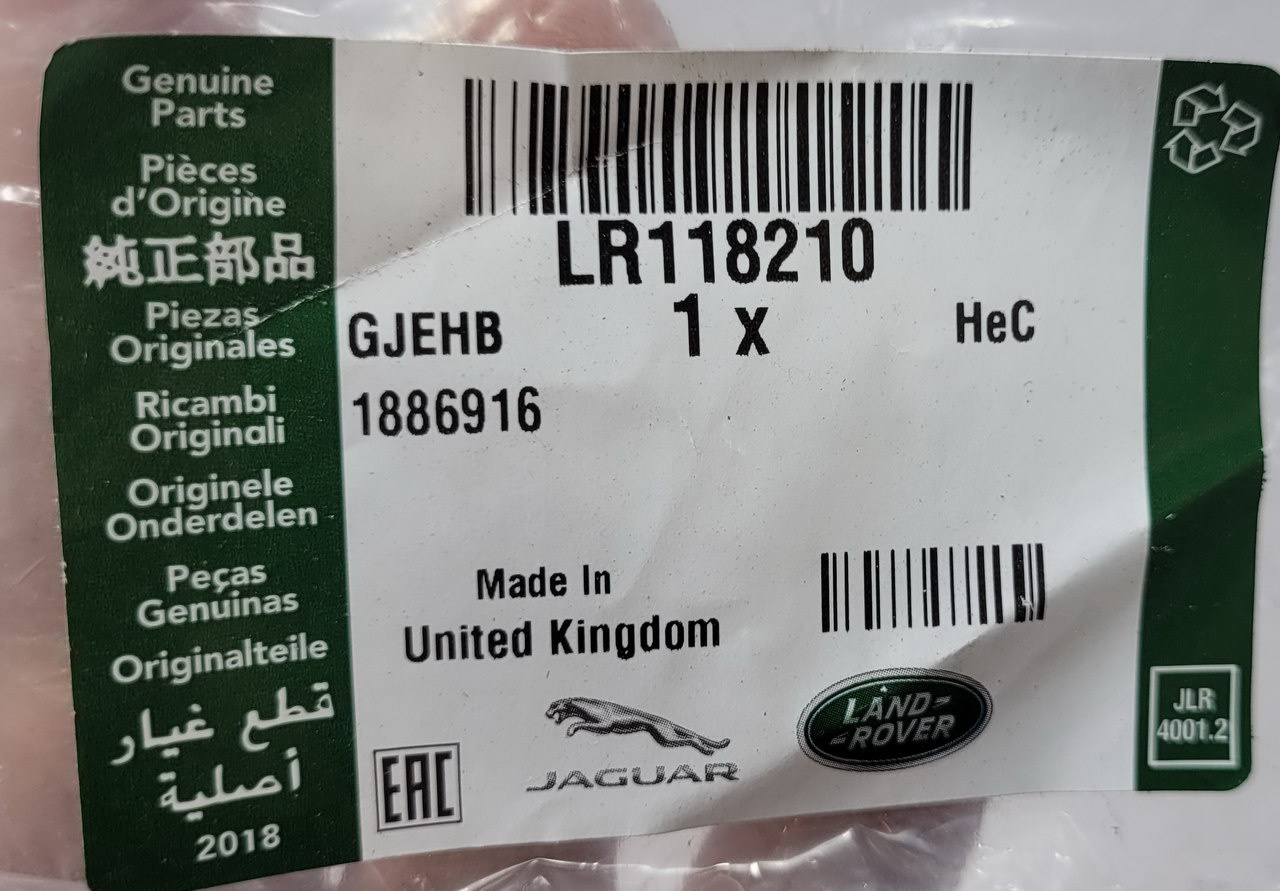 Genuine
Parts
Pièces
d'Origine
純正部品
Piezas
Originales
Ricambi
Originali
Originele
Onderdelen
Peças
Genuinas
Originalteile
قطع غيار
أصلية
2018
LR118210
GJEHB 1 x HeC
1886916
Made In
United Kingdom
EAC
JAGUAR
LAND-
-ROVER
JLR
4001.2